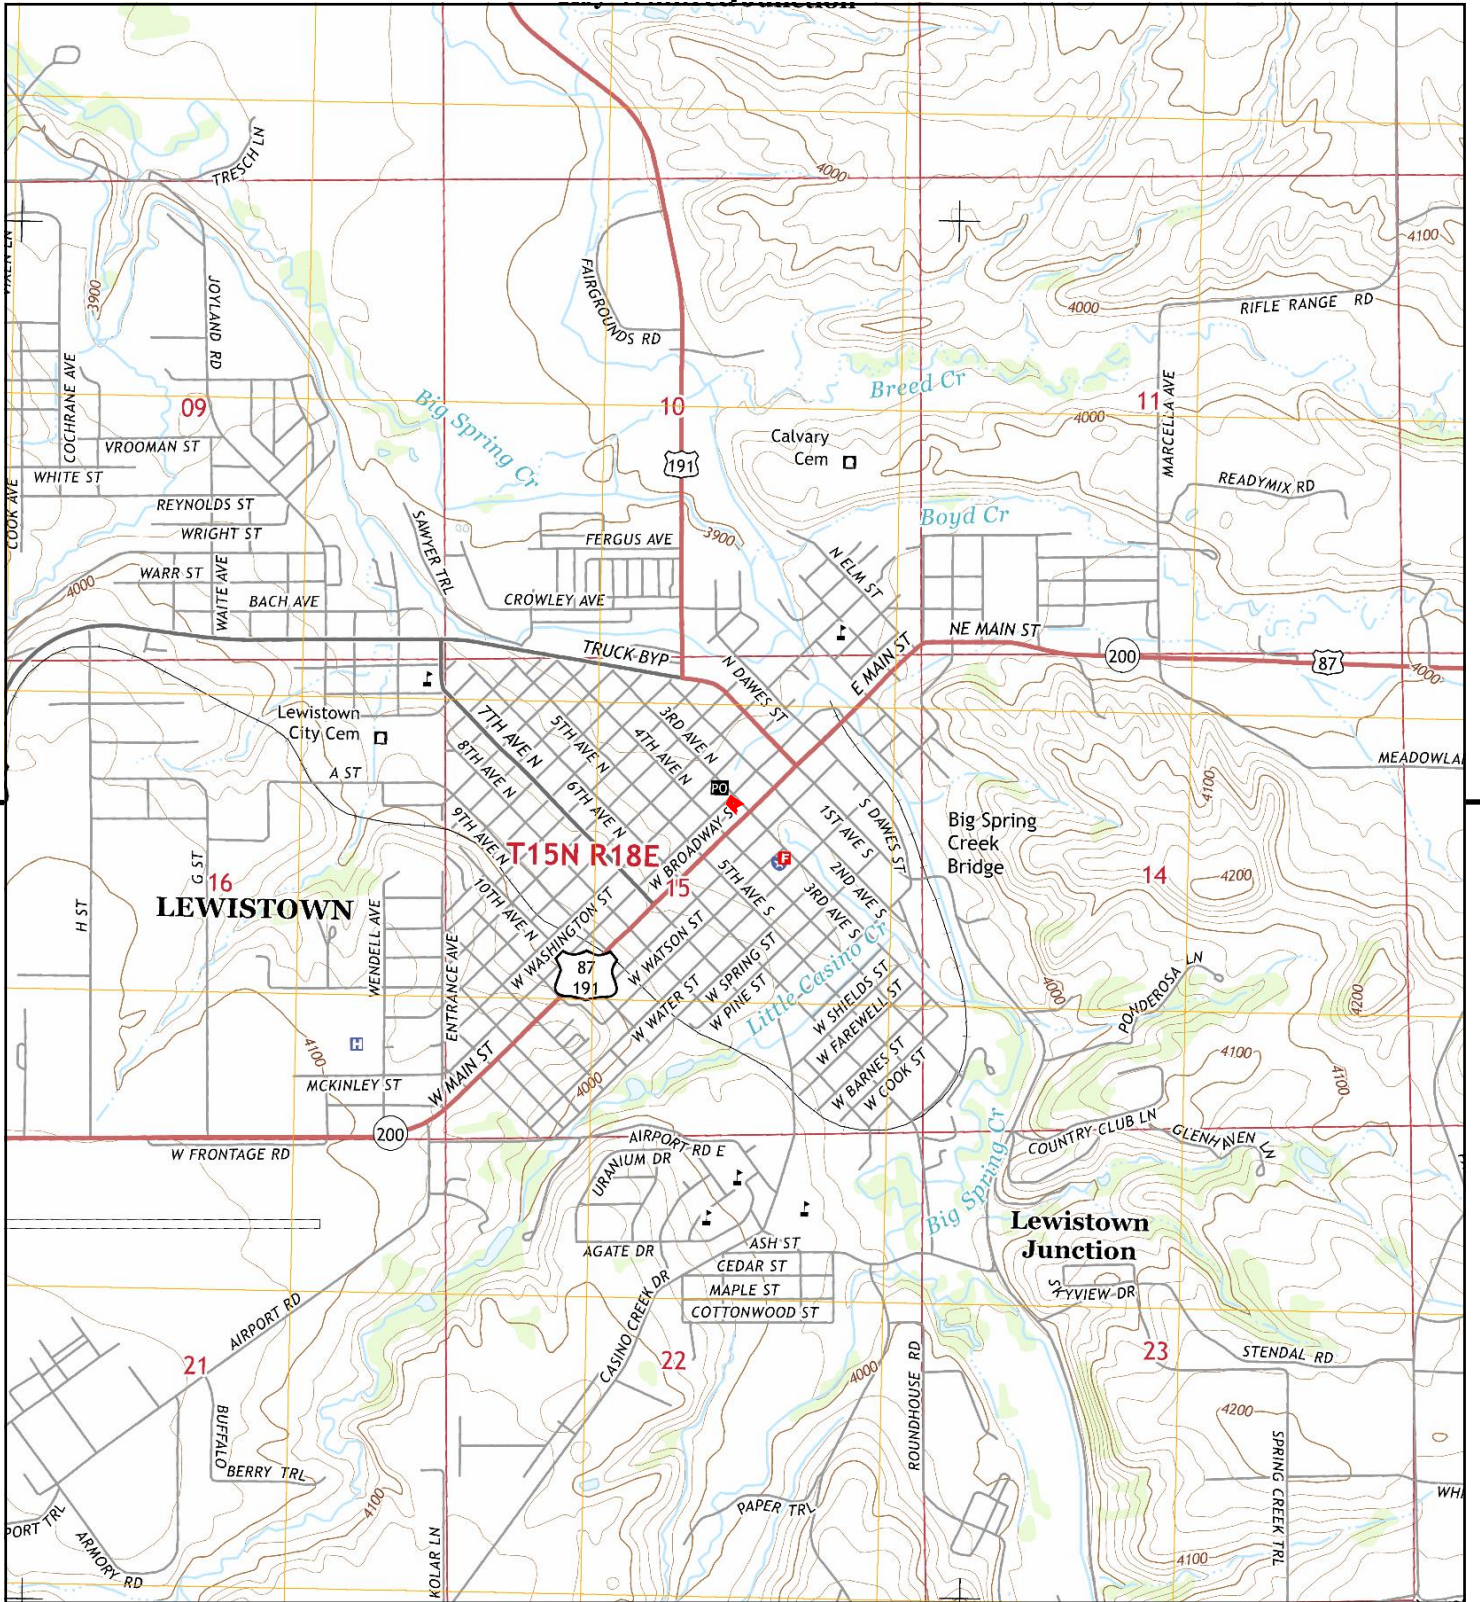 TRESCH LN
4000
4100
3900
JOYLAND RD
FAIRGROUNDS RD
4000
RIFLE RANGE RD
COCHRANE AVE
09
Big Spring Cr
10
Breed Cr
4000
11
MARCELLA AVE
VROOMAN ST
Calvary
Cem
191
WHITE ST
COOK AVE
REYNOLDS ST
READYMIX RD
WRIGHT ST
SAWYER TRL
FERGUS AVE
3900
Boyd Cr
N ELM ST
4000
WARR ST
WAITE AVE
BACH AVE
CROWLEY AVE
NE MAIN ST
TRUCK BYP
E MAIN ST
200
87
4000
N DAWES ST
Lewistown
City Cem
7TH AVE N
5TH AVE N
3RD AVE N
4TH AVE N
8TH AVE N
MEADOWLA
A ST
6TH AVE N
PO
4100
9TH AVE N
1ST AVE S
S DAWES ST
Big Spring
Creek
Bridge
T15N R18E
W BROADWAY S
F
G ST
16
15
5TH AVE S
2ND AVE S
3RD AVE S
14
4200
LEWISTOWN
H ST
10TH AVE N
W WASHINGTON ST
WENDELL AVE
ENTRANCE AVE
W WATSON ST
87
191
W SPRING ST
W PINE ST
W WATER ST
Little Casino Cr
W SHIELDS ST
W FAREWELL ST
4000
PONDEROSA LN
4200
H
4100
W BARNES ST
W COOK ST
4100
4100
MCKINLEY ST
W MAIN ST
4000
200
AIRPORT RD E
COUNTRY CLUB LN
GLENHAVEN LN
W FRONTAGE RD
URANIUM DR
Big Spring Cr
Lewistown
Junction
AGATE DR
ASH ST
CEDAR ST
MAPLE ST
COTTONWOOD ST
SKYVIEW DR
AIRPORT RD
CASINO CREEK DR
21
22
4000
ROUNDHOUSE RD
23
STENDAL RD
BUFFALO
BERRY TRL
4200
SPRING CREEK TRL
4100
PAPER TRL
WH
PORT TRL
ARMORY RD
KOLAR LN
4100